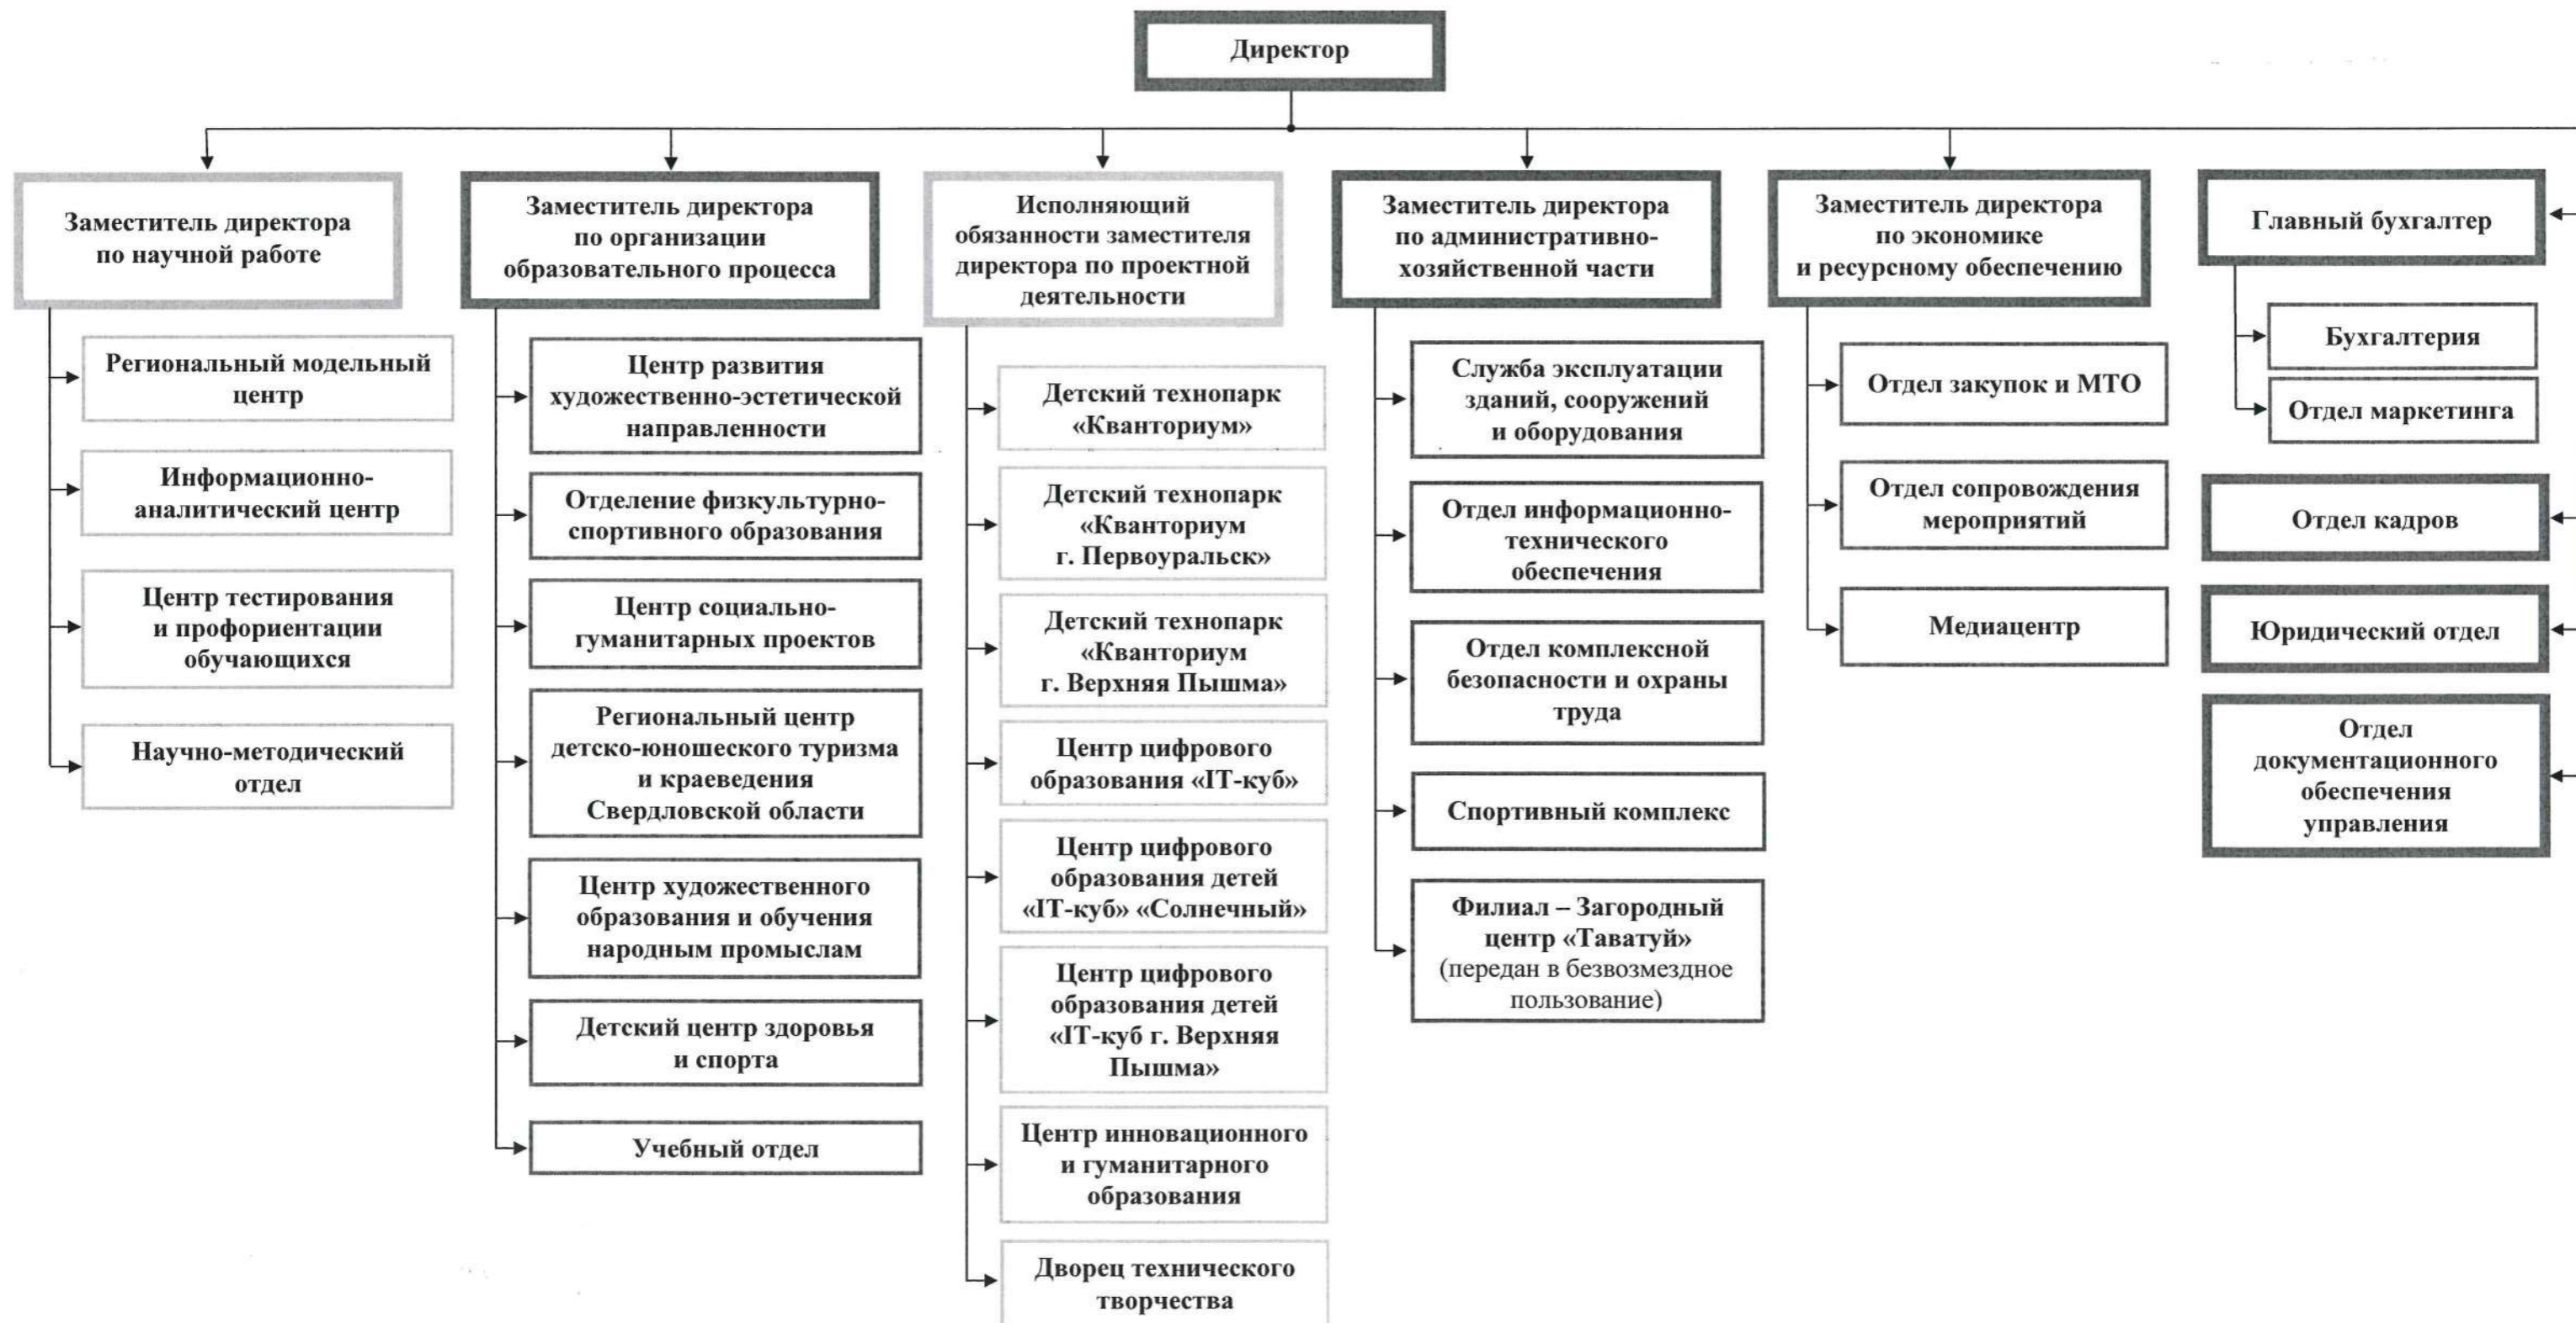 Директор
Заместитель директора
по научной работе
Региональный модельный
центр
Информационно-
аналитический центр
Центр тестирования
и профориентации
обучающихся
Научно-методический
отдел
Заместитель директора
по организации
образовательного процесса
Центр развития
художественно-эстетической
направленности
Отделение физкультурно-
спортивного образования
Центр социально-
гуманитарных проектов
Региональный центр
детско-юношеского туризма
и краеведения
Свердловской области
Центр художественного
образования и обучения
народным промыслам
Детский центр здоровья
и спорта
Учебный отдел
Исполняющий
обязанности заместителя
директора по проектной
деятельности
Детский технопарк
«Кванториум»
Детский технопарк
«Кванториум
г. Первоуральск»
Детский технопарк
«Кванториум
г. Верхняя Пышма»
Центр цифрового
образования «IT-куб»
Центр цифрового
образования детей
«IT-куб» «Солнечный»
Центр цифрового
образования детей
«IT-куб г. Верхняя
Пышма»
Центр инновационного
и гуманитарного
образования
Дворец технического
творчества
Заместитель директора
по административно-
хозяйственной части
Служба эксплуатации
зданий, сооружений
и оборудования
Отдел информационно-
технического
обеспечения
Отдел комплексной
безопасности и охраны
труда
Спортивный комплекс
Филиал – Загородный
центр «Таватуй»
(передан в безвозмездное
пользование)
Заместитель директора
по экономике
и ресурсному обеспечению
Отдел закупок и МТО
Отдел сопровождения
мероприятий
Медиацентр
Главный бухгалтер
Бухгалтерия
Отдел маркетинга
Отдел кадров
Юридический отдел
Отдел
документационного
обеспечения
управления